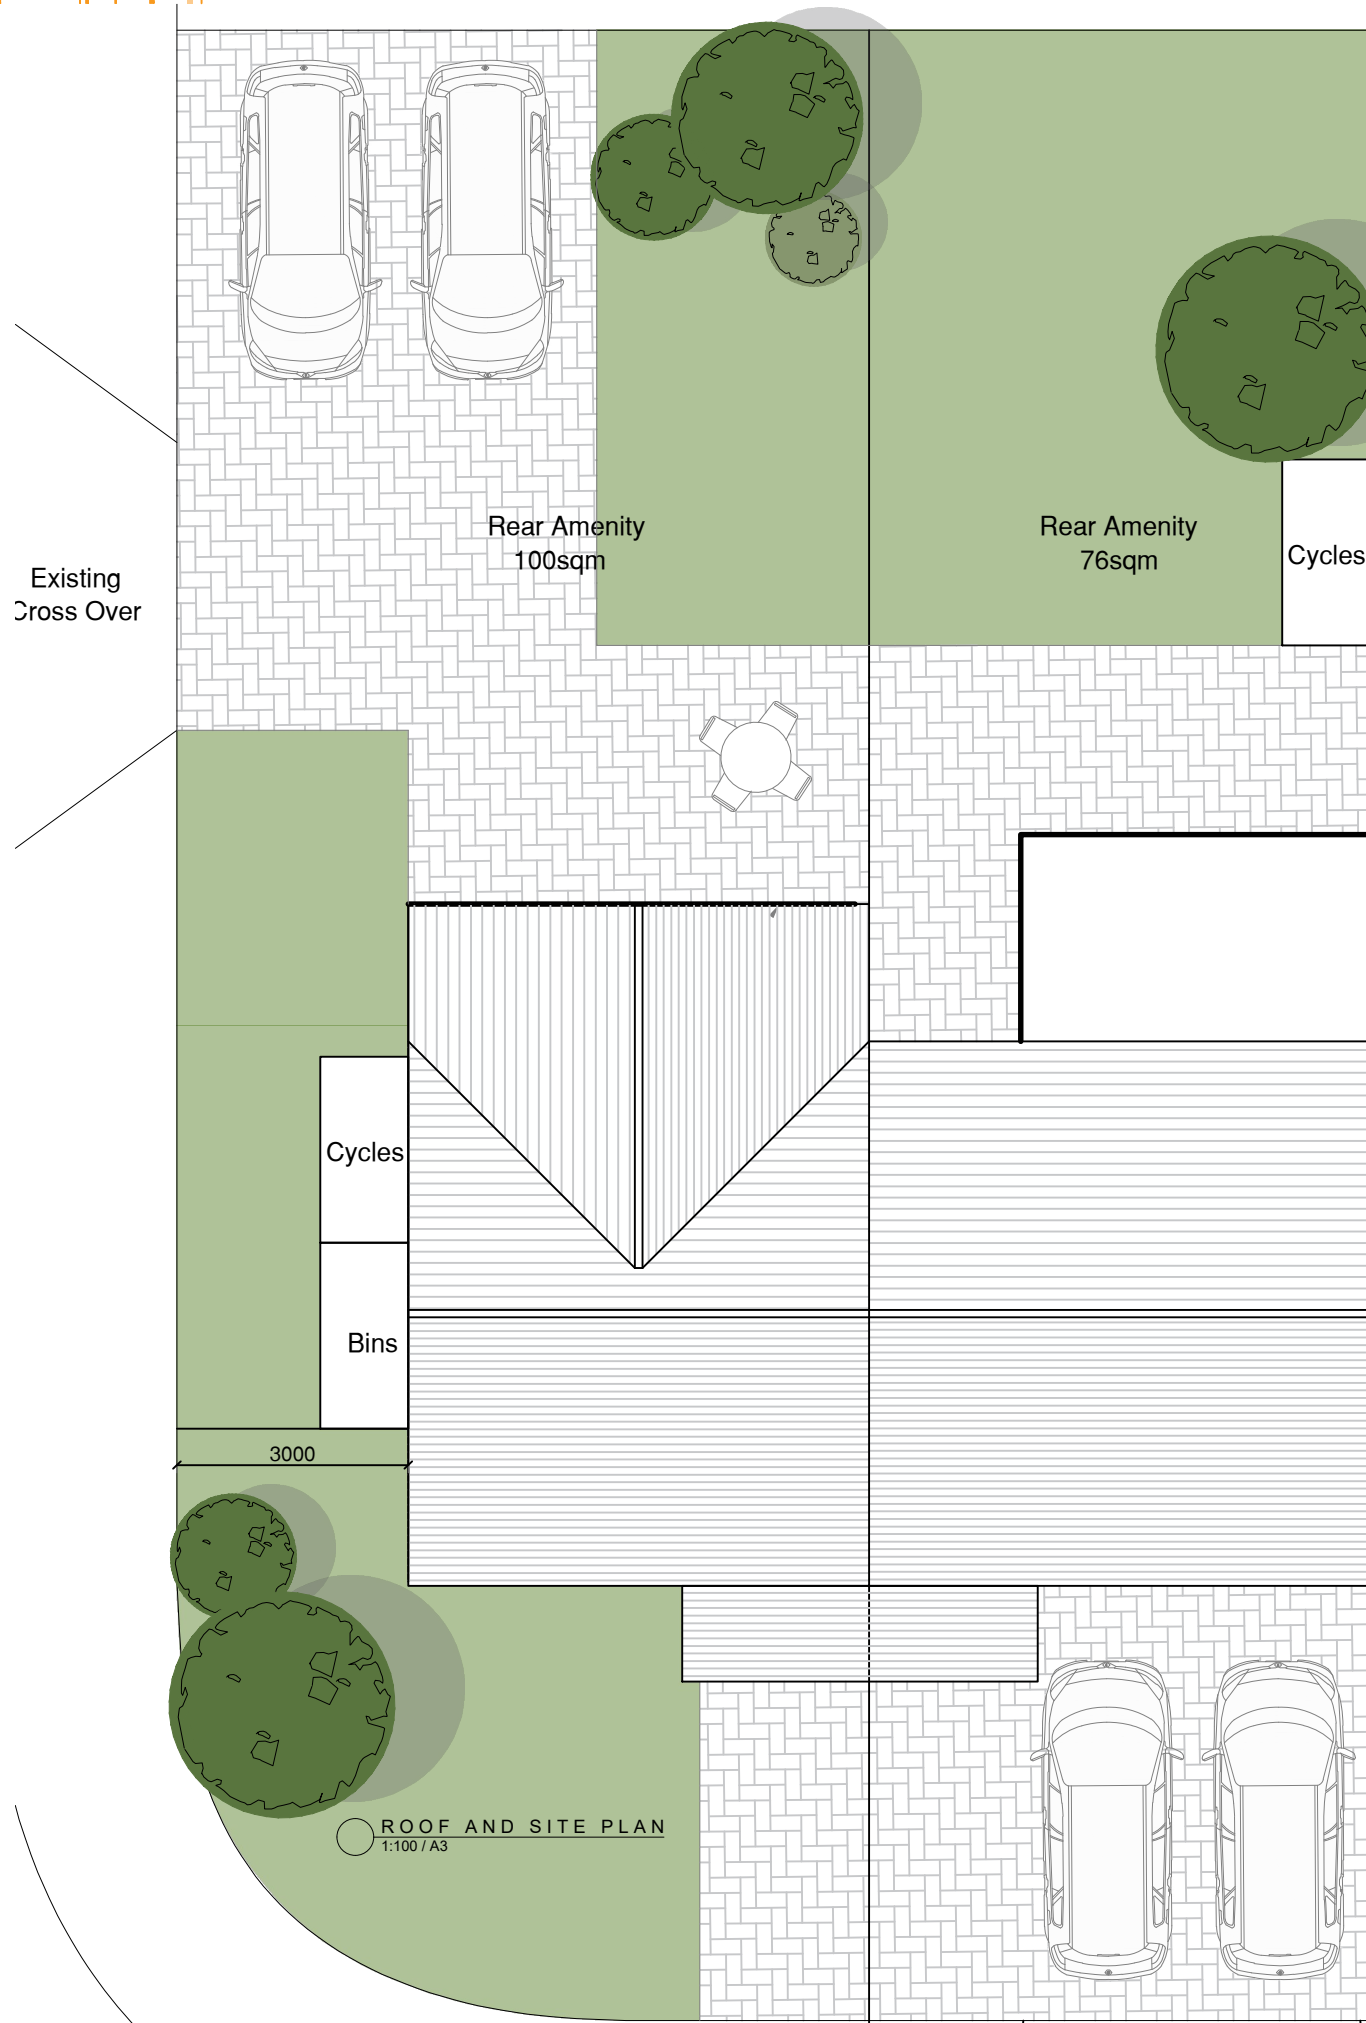 Rear Amenity
100sqm
Rear Amenity
76sqm
Cycles
Existing
Cross Over
Cycles
Bins
3000
ROOF AND SITE PLAN
1:100 / A3